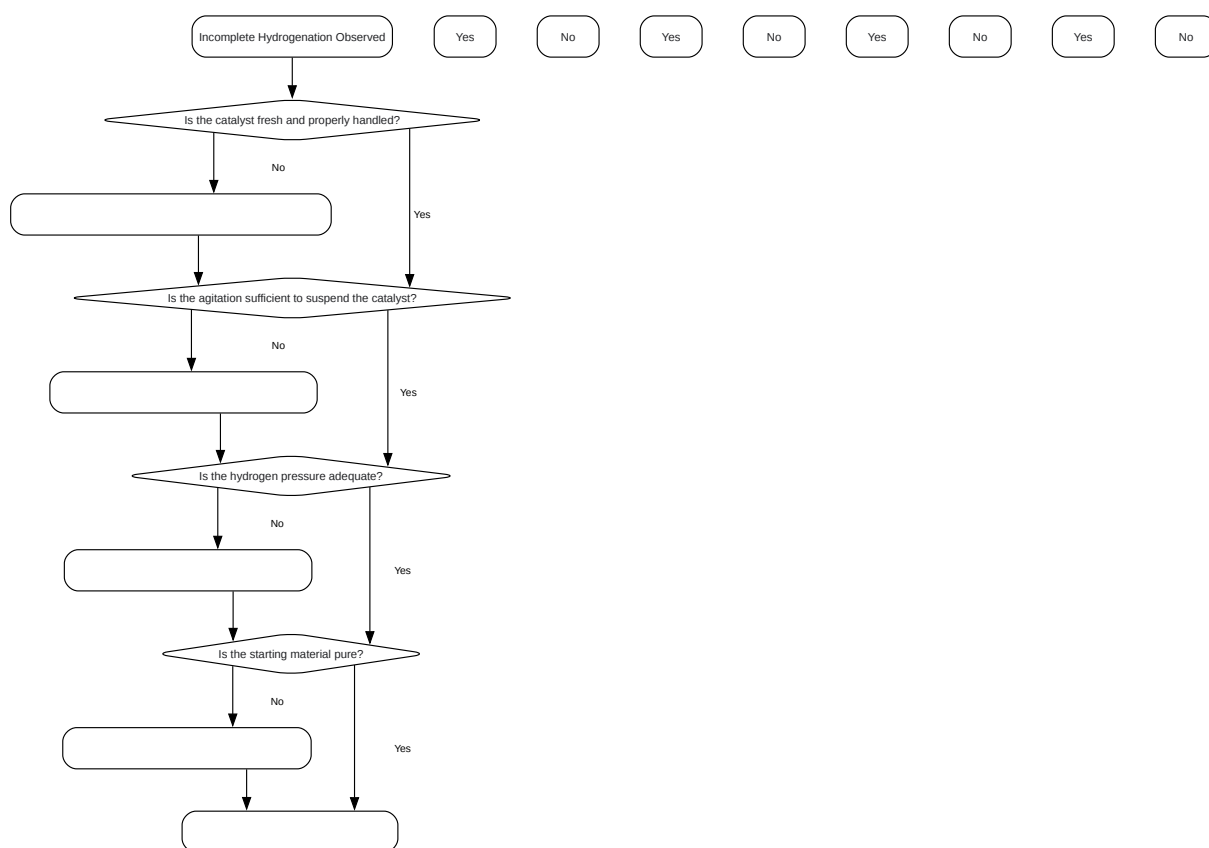 Incomplete Hydrogenation Observed
Yes
No
Yes
No
Yes
No
Yes
No
Is the catalyst fresh and properly handled?
No
Yes
Is the agitation sufficient to suspend the catalyst?
No
Yes
Is the hydrogen pressure adequate?
No
Yes
Is the starting material pure?
No
Yes